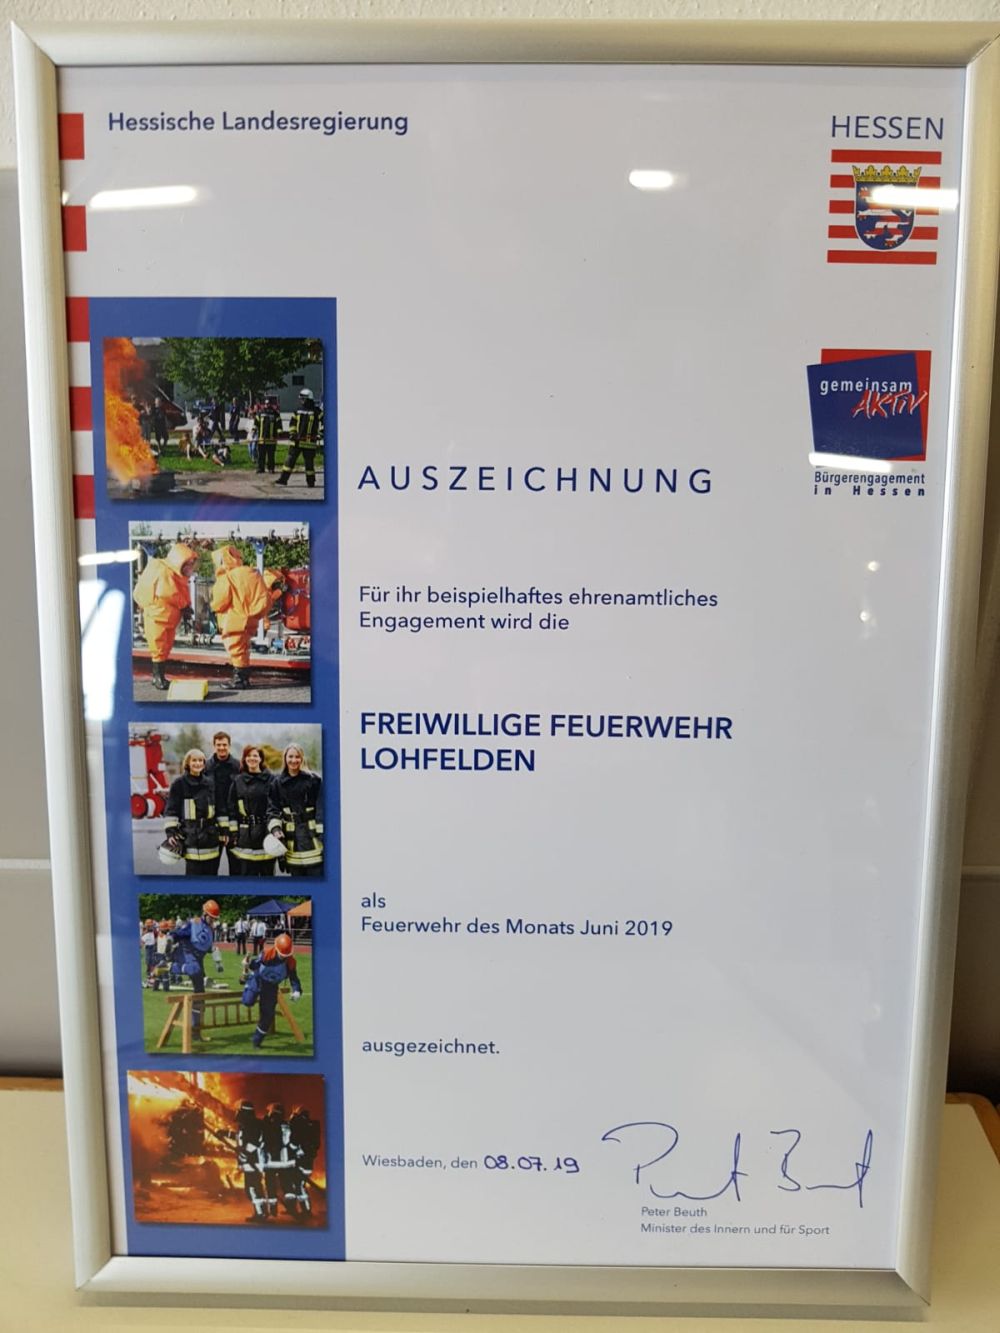 Hessische Landesregierung
HESSEN
gemeinsam
AKTiV
Bürgerengagement
in Hessen
AUSZEICHNUNG
Für ihr beispielhaftes ehrenamtliches
Engagement wird die
FREIWILLIGE FEUERWEHR
LOHFELDEN
als
Feuerwehr des Monats Juni 2019
ausgezeichnet.
Wiesbaden, den 08.07.19
Peter Beuth
Minister des Innern und für Sport